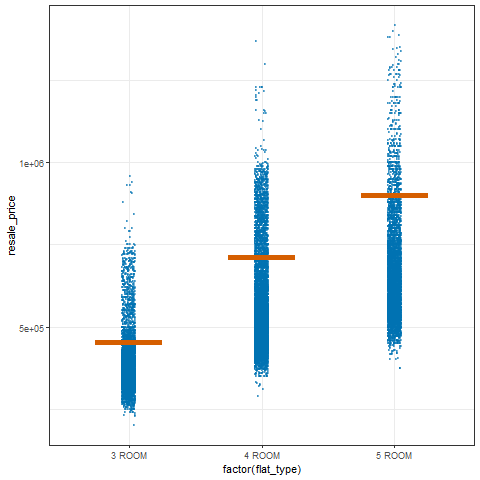 resale_price
1e+06
5e+05
3 ROOM
4 ROOM
5 ROOM
factor(flat_type)